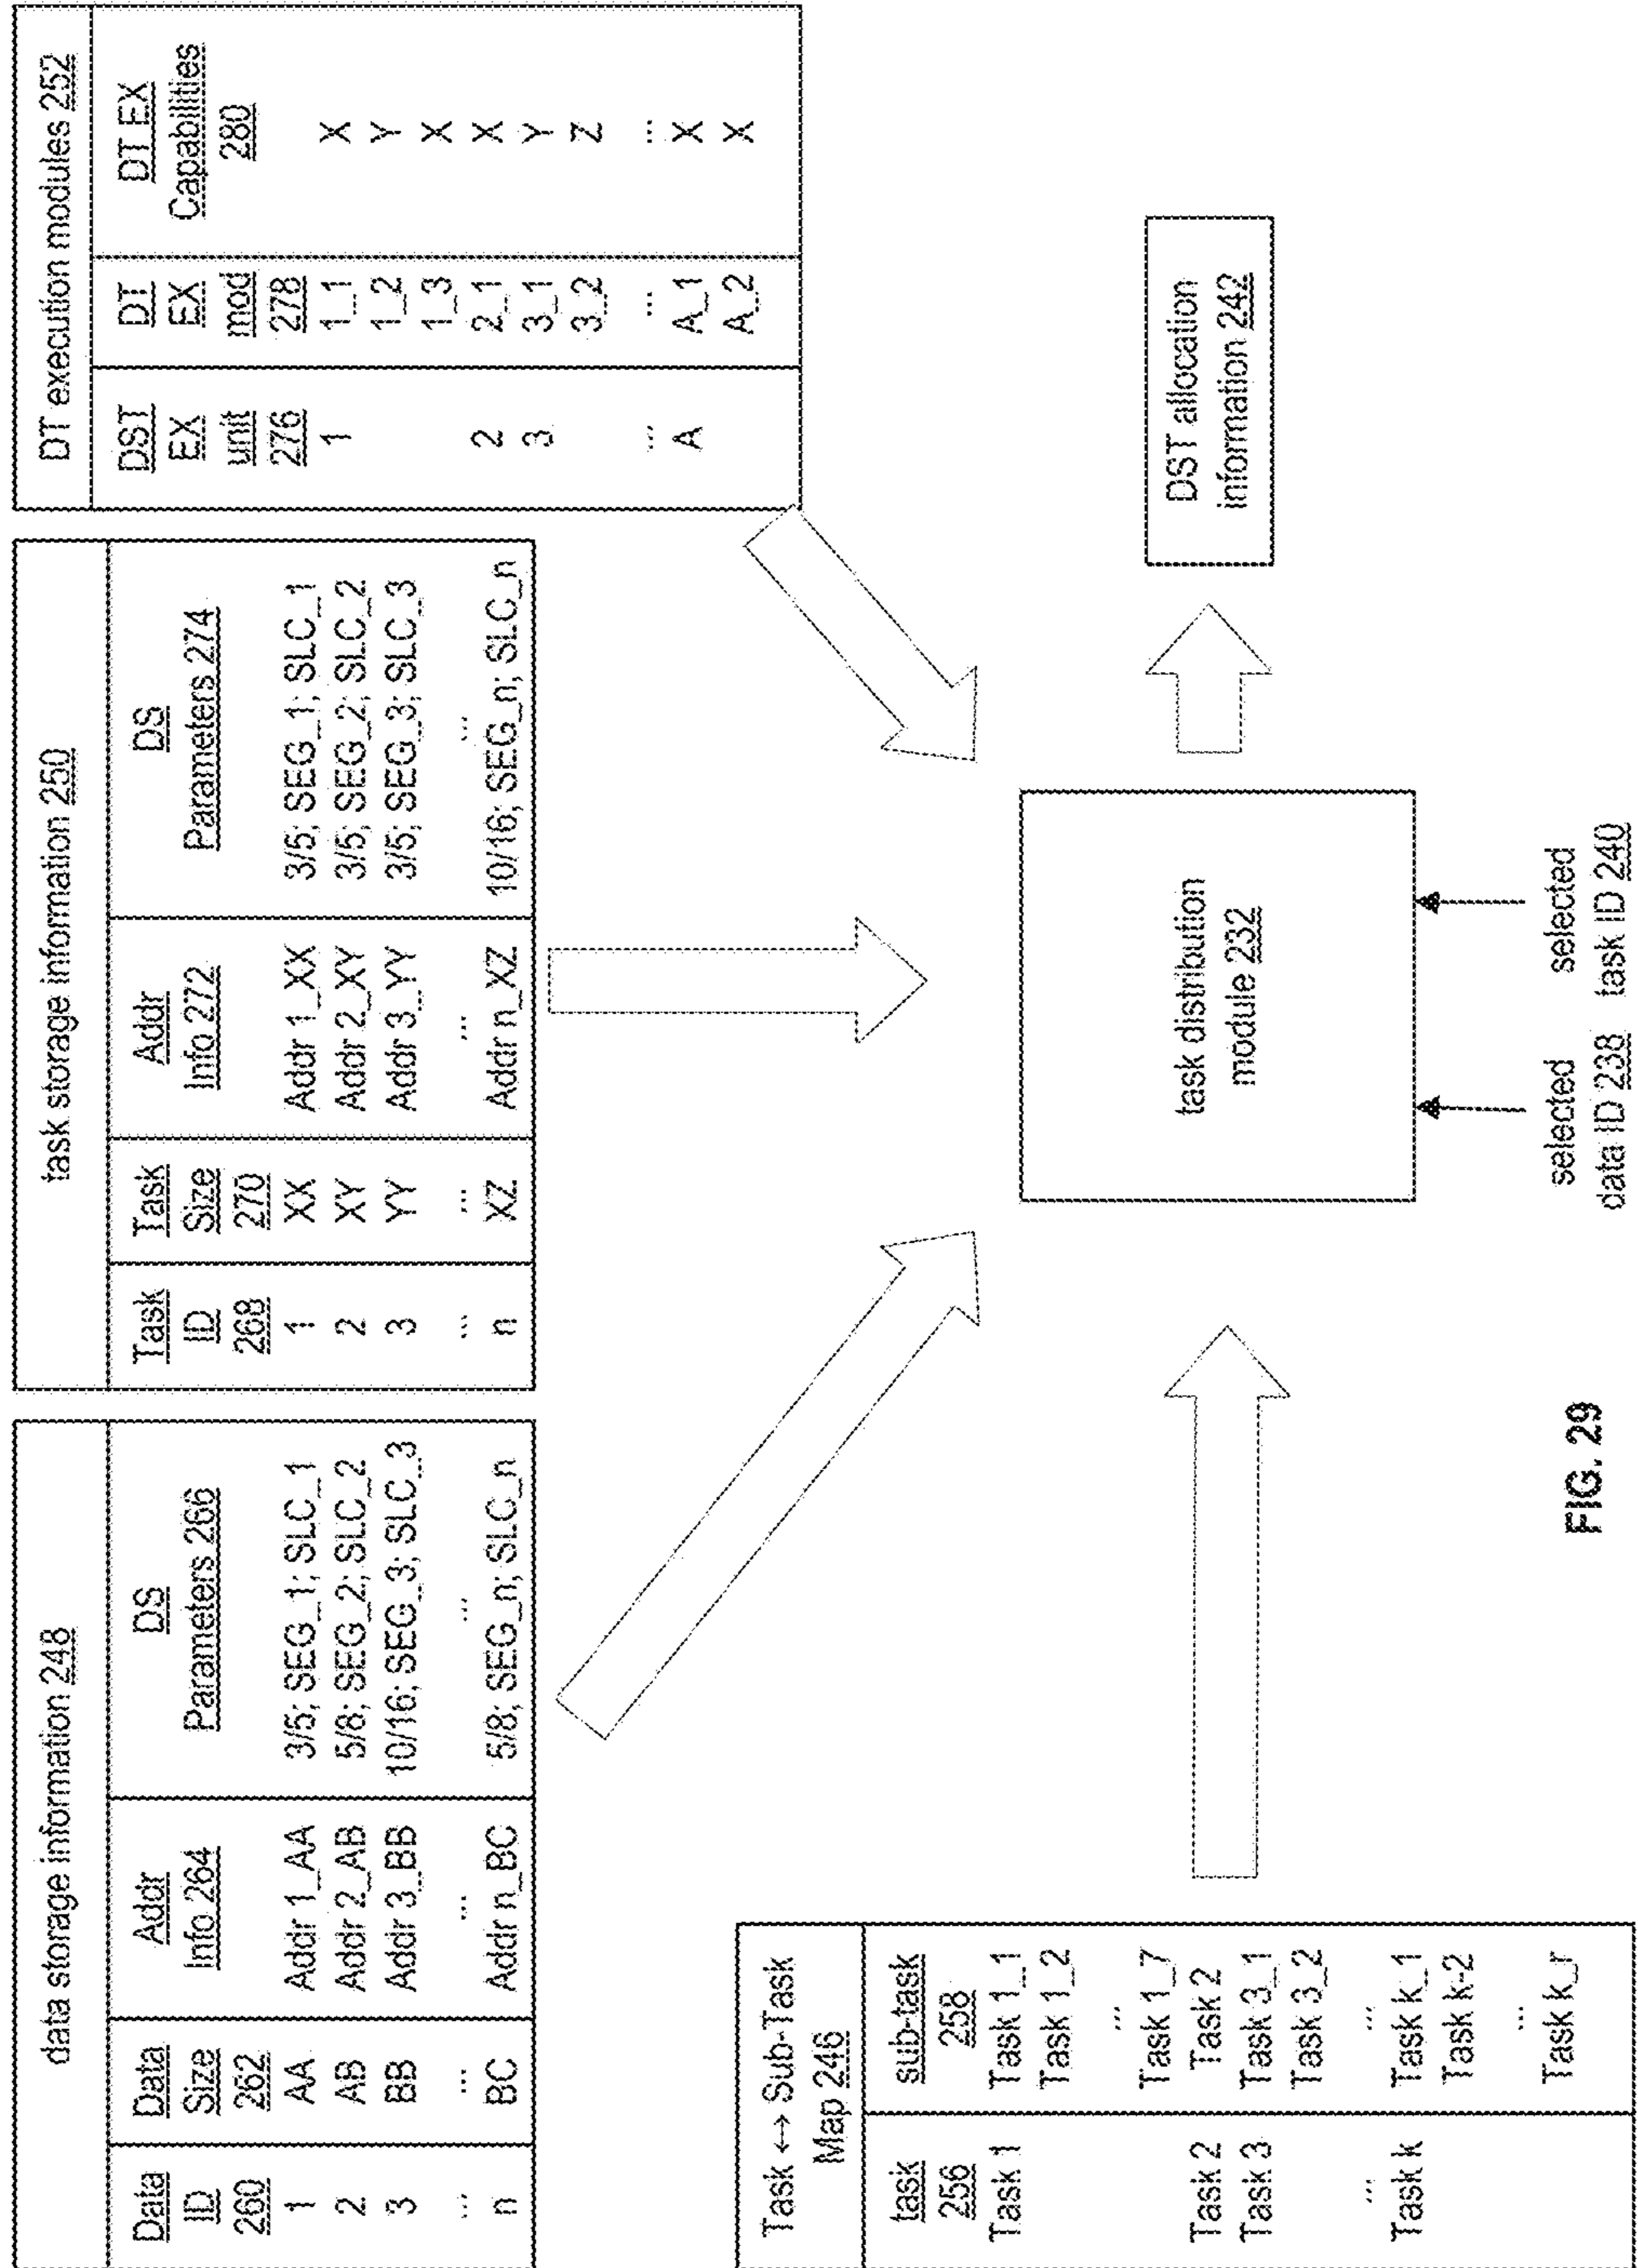 data storage information 248
Data ID 260 Data Size 262 Addr Info 264 DS Parameters 266
1 AA Addr 1_AA 3/5; SEG_1; SLC_1
2 AB Addr 2_AB 5/8; SEG_2; SLC_2
3 BB Addr 3_BB 10/16; SEG_3; SLC_3
... ... ... ...
n BC Addr n_BC 5/8; SEG_n; SLC_n
task storage information 250
Task ID 268 Task Size 270 Addr Info 272 DS Parameters 274
1 XX Addr 1_XX 3/5; SEG_1; SLC_1
2 XY Addr 2_XY 3/5; SEG_2; SLC_2
3 YY Addr 3_YY 3/5; SEG_3; SLC_3
... ... ... ...
n XZ Addr n_XZ 10/16; SEG_n; SLC_n
DT execution modules 252
DST EX unit 276 DT EX mod 278 DT EX Capabilities 280
1 1_1 X
1_2 Y
1_3 X
2 2_1 X
3 3_1 Y
3_2 Z
... ... ...
A A_1 X
A_2 X
Task ↔ Sub-Task
Map 246
task 256 sub-task 258
Task 1 Task 1_1
Task 1_2
...
Task 1_7
Task 2 Task 2
Task 3 Task 3_1
Task 3_2
... ...
Task k Task k_1
Task k-2
...
Task k_r
task distribution
module 232
DST allocation
information 242
selected
data ID 238
selected
task ID 240
FIG. 29